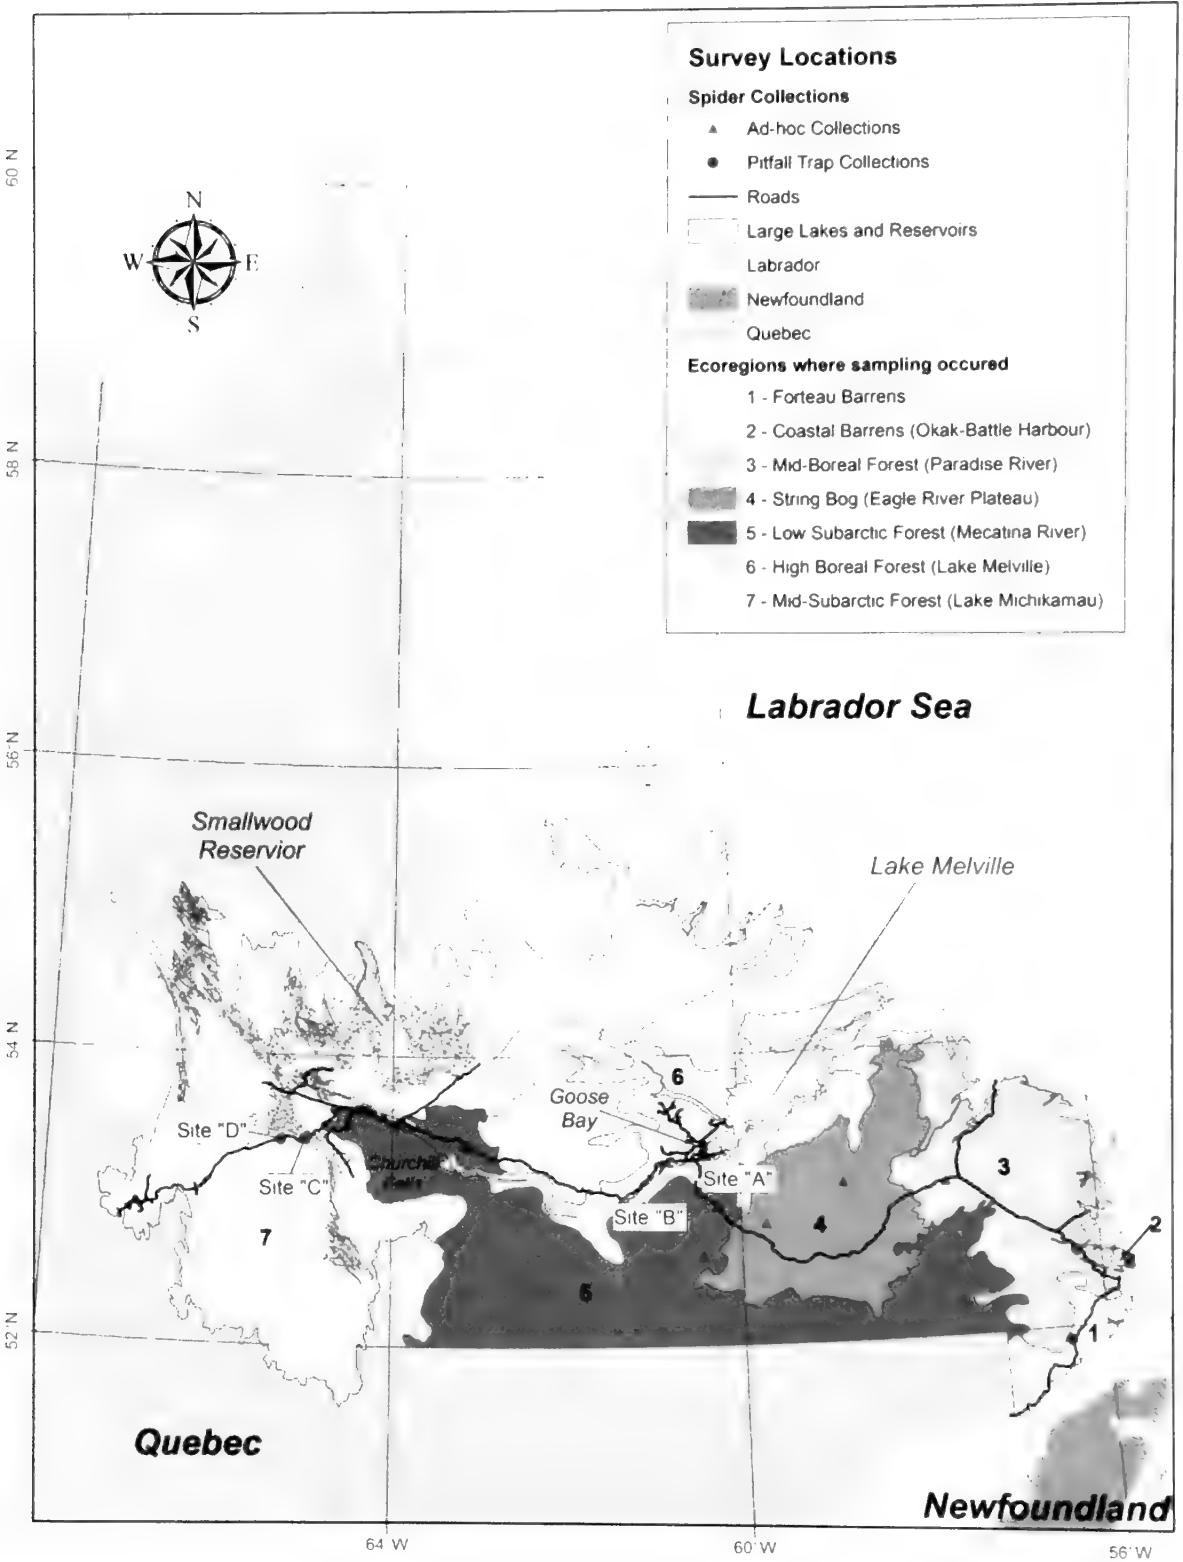 Survey Locations
Spider Collections
Ad-hoc Collections
Pitfall Trap Collections
Roads
Large Lakes and Reservoirs
Labrador
Newfoundland
Quebec
Ecoregions where sampling occured
1 - Forteau Barrens
2 - Coastal Barrens (Okak-Battle Harbour)
3 - Mid-Boreal Forest (Paradise River)
4 - String Bog (Eagle River Plateau)
5 - Low Subarctic Forest (Mecatina River)
6 - High Boreal Forest (Lake Melville)
7 - Mid-Subarctic Forest (Lake Michikamau)
N
W E
S
60 N
58 N
56 N
54 N
52 N
Labrador Sea
Smallwood
Reservior
Lake Melville
6
Goose
Bay
Site "D"
Churchill
Falls
Site "C"
Site "A"
Site "B"
3
7
4
2
5
1
Quebec
Newfoundland
64 W
60 W
56 W